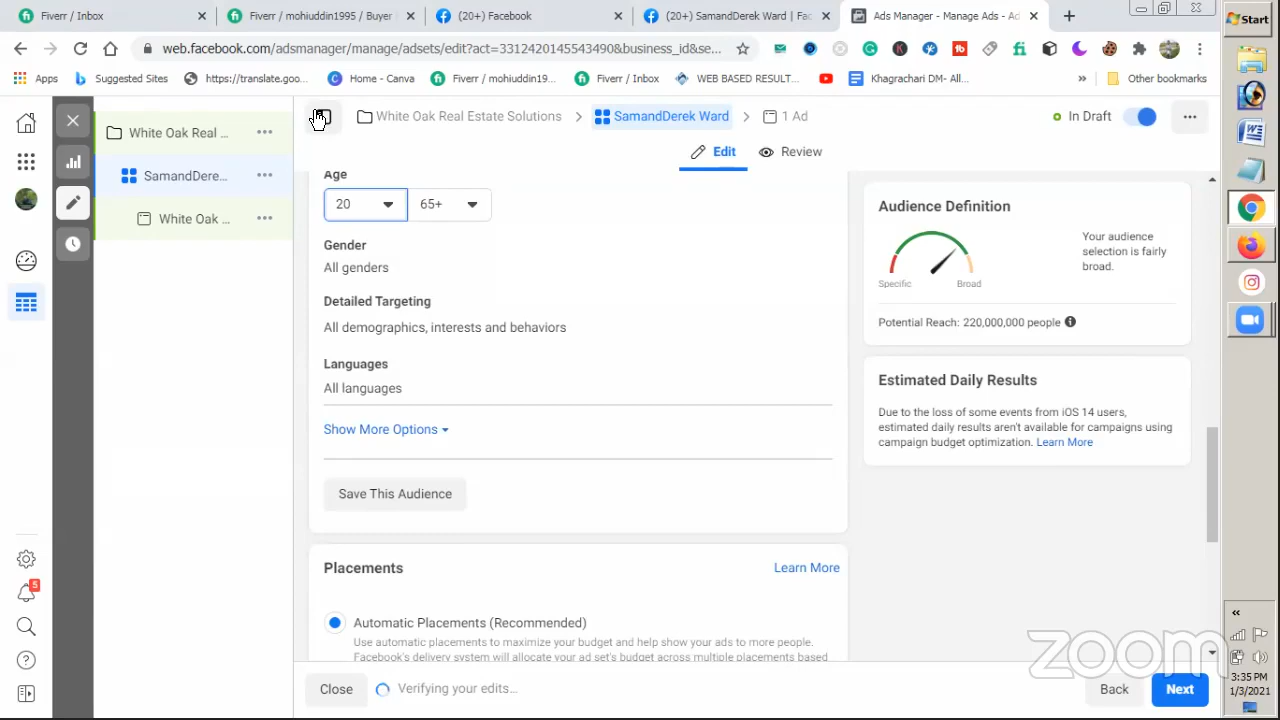 Fiverr / Inbox
Fiverr / mohiuddin1995 / Buyer
(20+) Facebook
(20+) SamandDerek Ward | Fac
Ads Manager - Manage Ads - Ad
web.facebook.com/adsmanager/manage/adsets/edit?act=3312420145543490&business_id&se...
Start
Apps
Suggested Sites
https://translate.goo...
Home - Canva
Fiverr / mohiuddin19...
Fiverr / Inbox
WEB BASED RESULT...
Khagrachari DM- All...
»
Other bookmarks
White Oak Real Estate Solutions > SamandDerek Ward > 1 Ad
In Draft
Edit
Review
White Oak Real ...
SamandDere...
White Oak ...
Age
20
65+
Gender
All genders
Detailed Targeting
All demographics, interests and behaviors
Languages
All languages
Show More Options
Save This Audience
Placements
Learn More
Automatic Placements (Recommended)
Use automatic placements to maximize your budget and help show your ads to more people.
Facebook's delivery system will allocate your ad set's budget across multiple placements based
Audience Definition
Specific
Broad
Your audience
selection is fairly
broad.
Potential Reach: 220,000,000 people
Estimated Daily Results
Due to the loss of some events from iOS 14 users,
estimated daily results aren't available for campaigns using
campaign budget optimization. Learn More
5
Close
Verifying your edits...
Back
Next
zoom
3:35 PM
1/3/2021